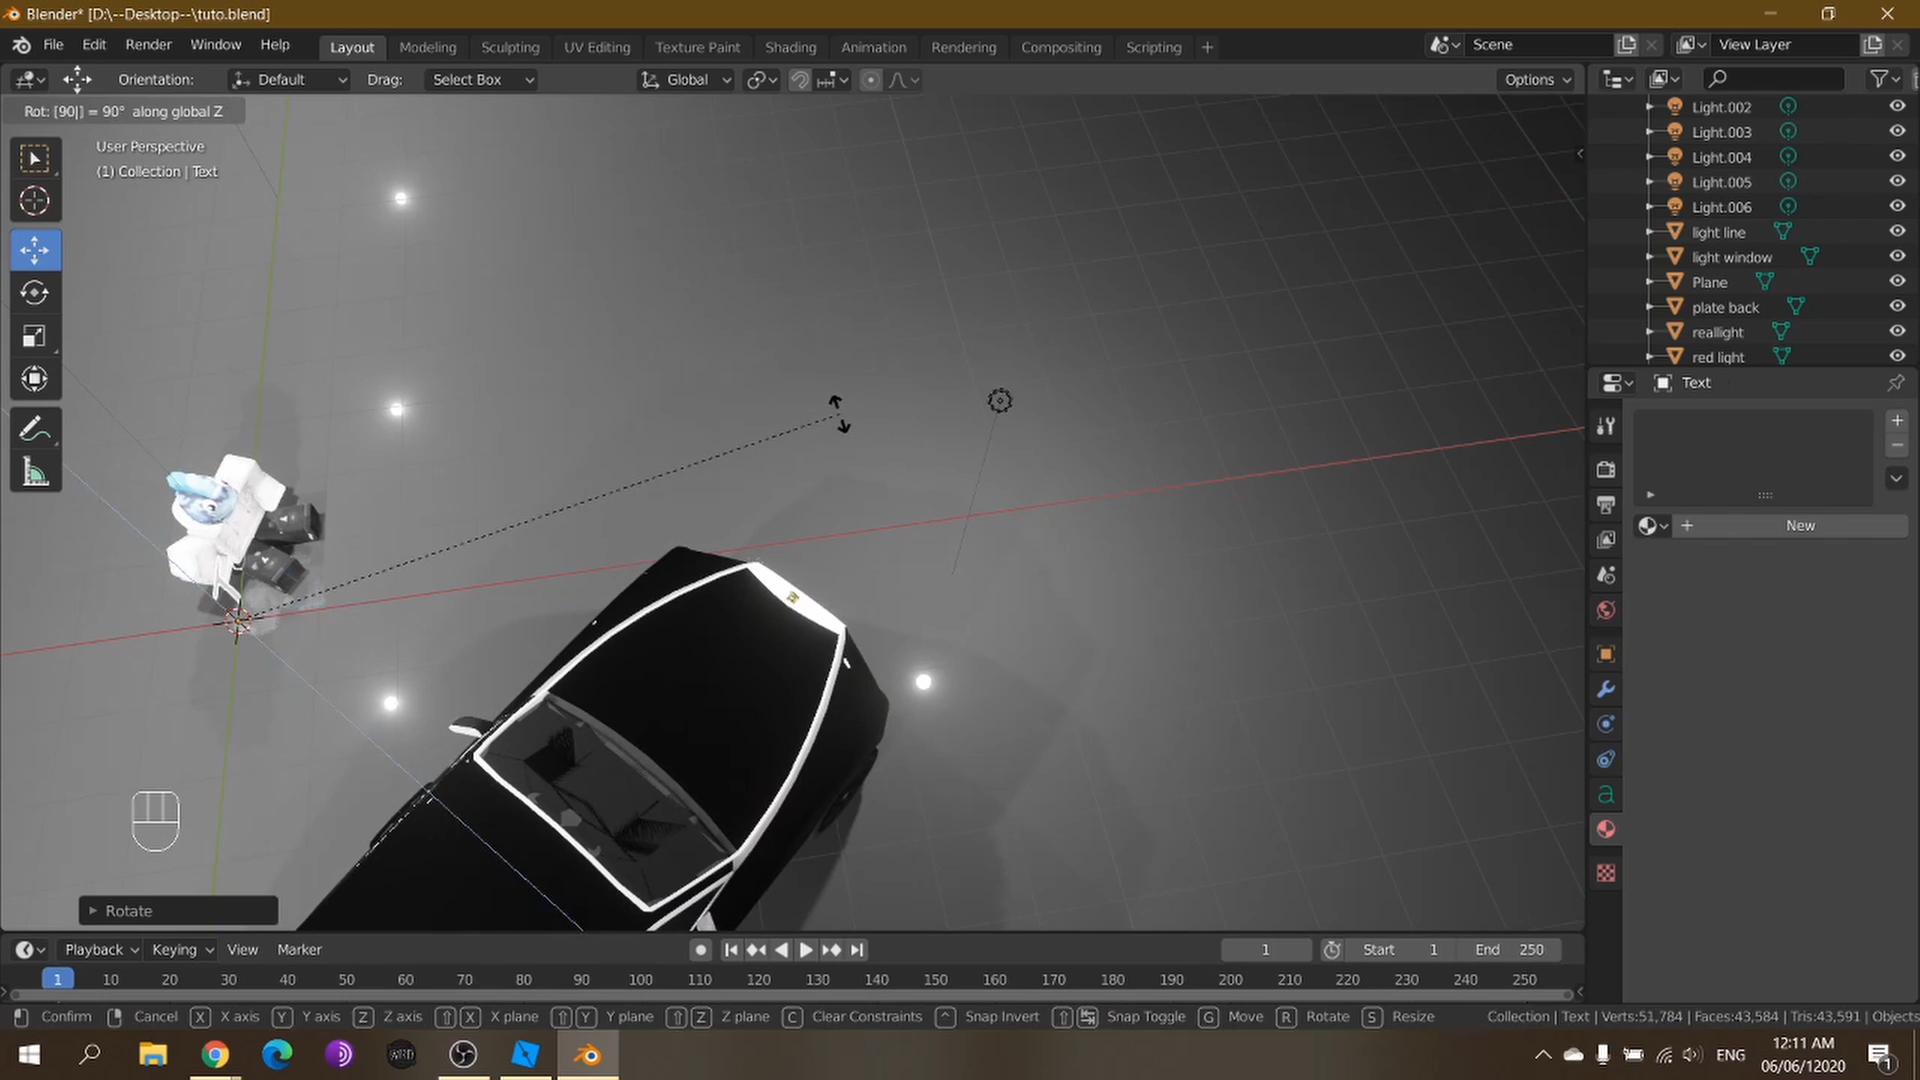 Blender* [D:\--Desktop--\tuto.blend]
File Edit Render Window Help Layout Modeling Sculpting UV Editing Texture Paint Shading Animation Rendering Compositing Scripting + Scene View Layer
Orientation: Default Drag: Select Box Global Options
Rot: [90|] = 90° along global Z
User Perspective
(1) Collection | Text
Light.002
Light.003
Light.004
Light.005
Light.006
light line
light window
Plane
plate back
reallight
red light
Text
+ New
Rotate
Playback Keying View Marker 1 Start 1 End 250
1 10 20 30 40 50 60 70 80 90 100 110 120 130 140 150 160 170 180 190 200 210 220 230 240 250
Confirm Cancel X X axis Y Y axis Z Z axis X X plane Y Y plane Z Z plane C Clear Constraints ^ Snap Invert Snap Toggle G Move R Rotate S Resize Collection | Text | Verts:51,784 | Faces:43,584 | Tris:43,591 | Objects
ENG 12:11 AM
06/06/2020
1